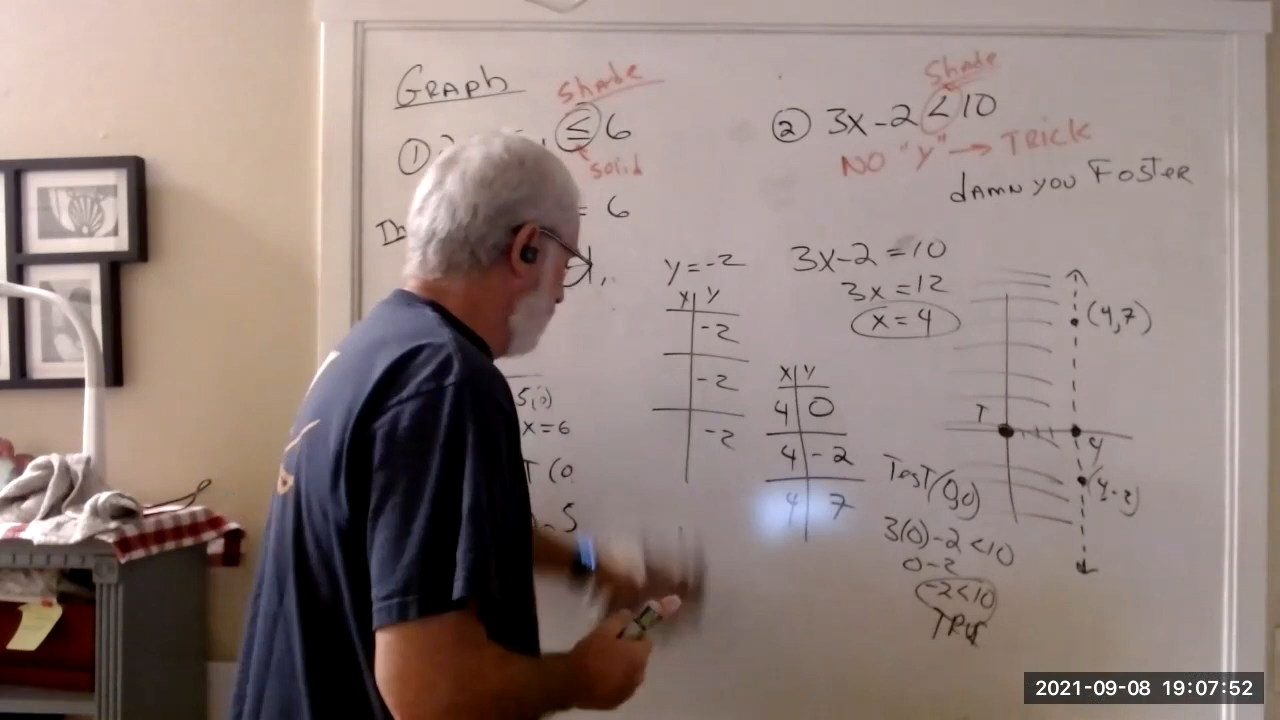 GRAPH
Shade
① ≤ 6
solid
= 6
5
x=6
T (0
5
y=-2
x | y
-2
-2
-2
Shade
② 3x-2 < 10
NO "y" → TRICK
damn you Foster
3x-2 =10
3x = 12
x = 4
x | y
4 | 0
4 | -2
4 | 7
(4,7)
T
4
(4-2)
Test (0,0)
3(0)-2 <10
0-2
-2<10
TRUE
2021-09-08 19:07:52